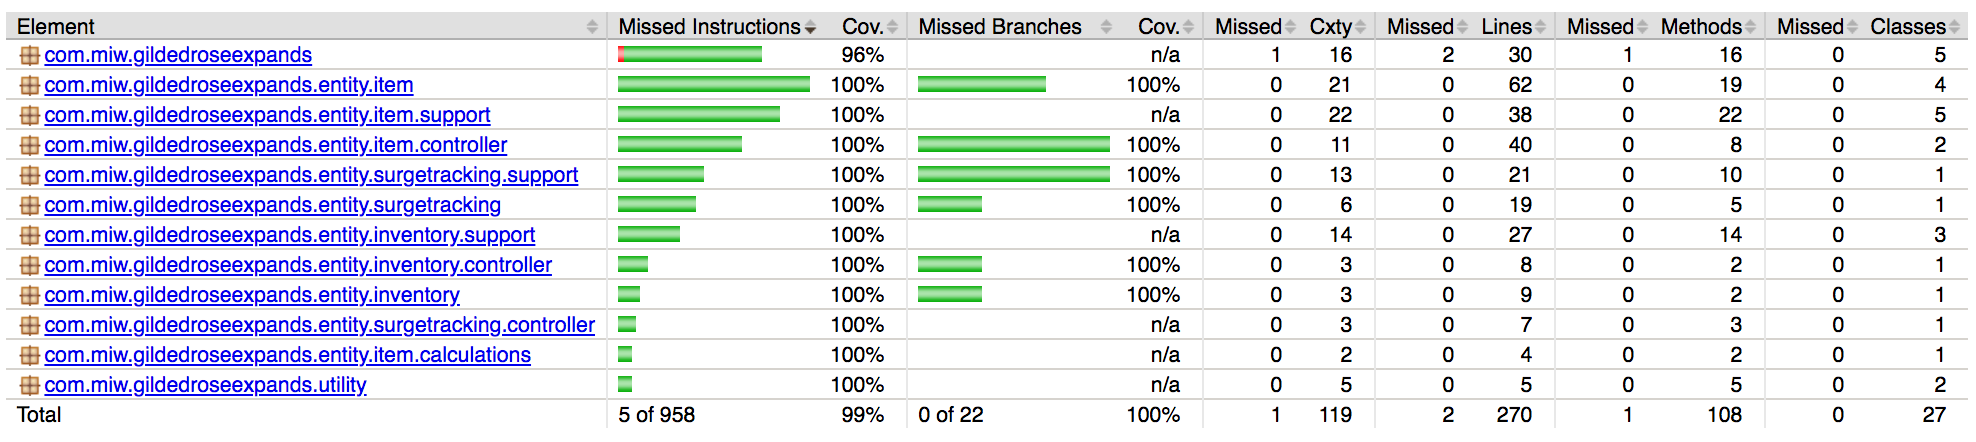 Element Missed Instructions Cov. Missed Branches Cov. Missed Cxty Missed Lines Missed Methods Missed Classes
com.miw.gildedroseexpands 96% n/a 1 16 2 30 1 16 0 5
com.miw.gildedroseexpands.entity.item 100% 100% 0 21 0 62 0 19 0 4
com.miw.gildedroseexpands.entity.item.support 100% n/a 0 22 0 38 0 22 0 5
com.miw.gildedroseexpands.entity.item.controller 100% 100% 0 11 0 40 0 8 0 2
com.miw.gildedroseexpands.entity.surgetracking.support 100% 100% 0 13 0 21 0 10 0 1
com.miw.gildedroseexpands.entity.surgetracking 100% 100% 0 6 0 19 0 5 0 1
com.miw.gildedroseexpands.entity.inventory.support 100% n/a 0 14 0 27 0 14 0 3
com.miw.gildedroseexpands.entity.inventory.controller 100% 100% 0 3 0 8 0 2 0 1
com.miw.gildedroseexpands.entity.inventory 100% 100% 0 3 0 9 0 2 0 1
com.miw.gildedroseexpands.entity.surgetracking.controller 100% n/a 0 3 0 7 0 3 0 1
com.miw.gildedroseexpands.entity.item.calculations 100% n/a 0 2 0 4 0 2 0 1
com.miw.gildedroseexpands.utility 100% n/a 0 5 0 5 0 5 0 2
Total 5 of 958 99% 0 of 22 100% 1 119 2 270 1 108 0 27